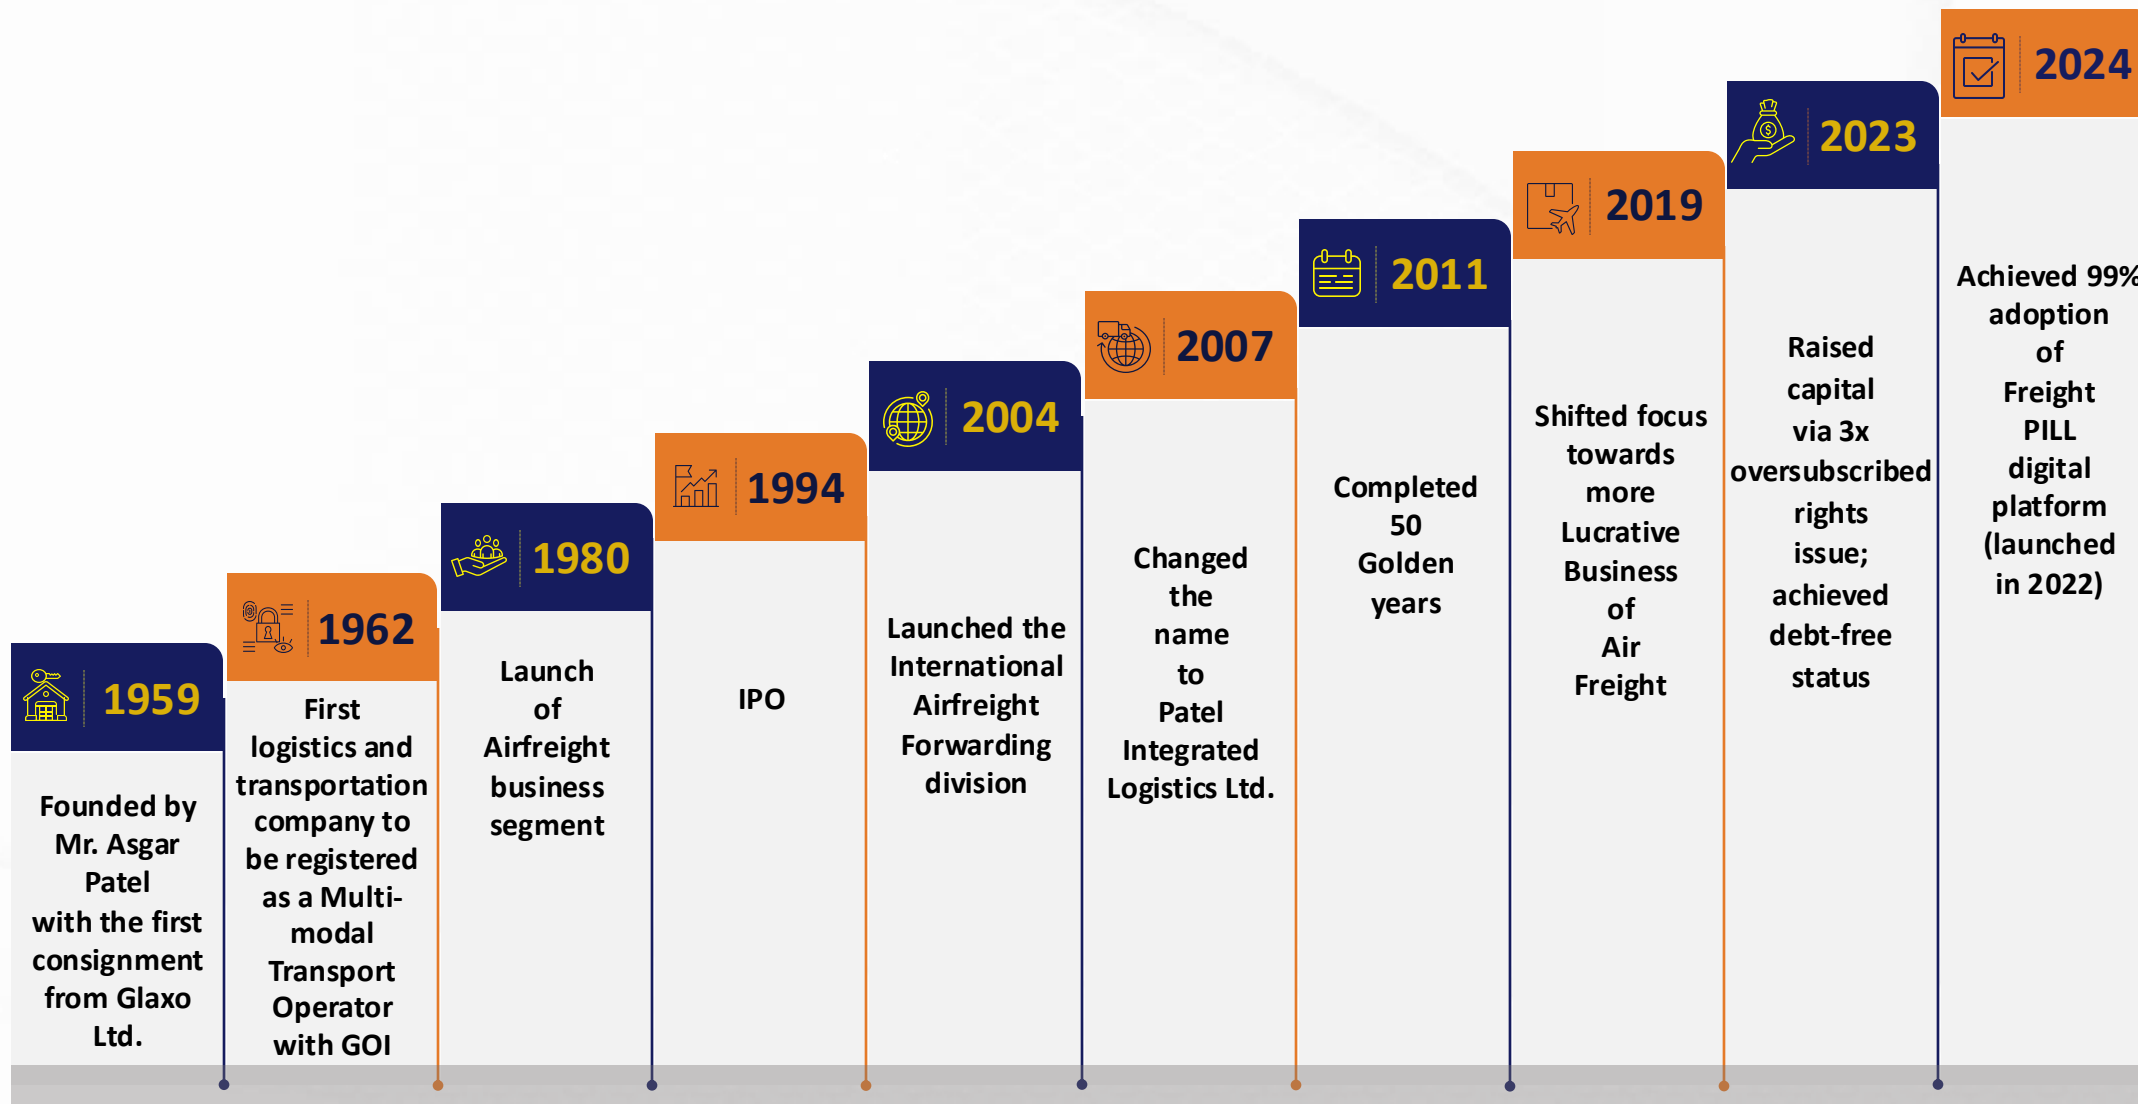 1959
Founded by
Mr. Asgar
Patel
with the first
consignment
from Glaxo
Ltd.
1962
First
logistics and
transportation
company to
be registered
as a Multi-
modal
Transport
Operator
with GOI
1980
Launch
of
Airfreight
business
segment
1994
IPO
2004
Launched the
International
Airfreight
Forwarding
division
2007
Changed
the
name
to
Patel
Integrated
Logistics Ltd.
2011
Completed
50
Golden
years
2019
Shifted focus
towards
more
Lucrative
Business
of
Air
Freight
2023
Raised
capital
via 3x
oversubscribed
rights
issue;
achieved
debt-free
status
2024
Achieved 99%
adoption
of
Freight
PILL
digital
platform
(launched
in 2022)